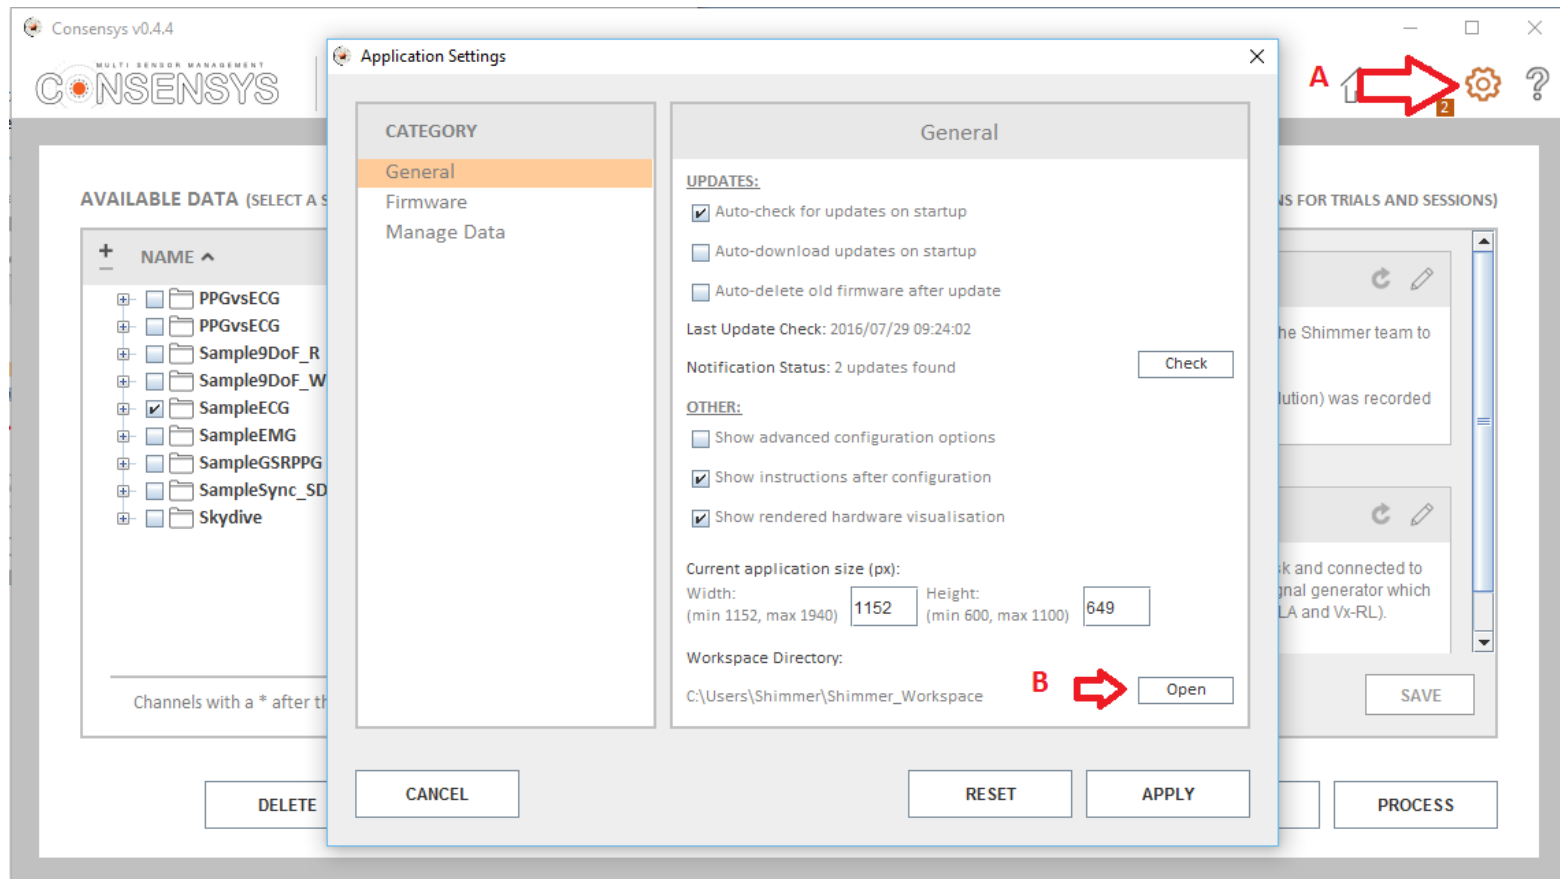 Consensys v0.4.4
MULTI SENSOR MANAGEMENT
CONSENSYS
A
2
Application Settings
CATEGORY
General
Firmware
Manage Data
General
UPDATES:
Auto-check for updates on startup
Auto-download updates on startup
Auto-delete old firmware after update
Last Update Check: 2016/07/29 09:24:02
Notification Status: 2 updates found
Check
OTHER:
Show advanced configuration options
Show instructions after configuration
Show rendered hardware visualisation
Current application size (px):
Width:
(min 1152, max 1940)
1152
Height:
(min 600, max 1100)
649
Workspace Directory:
C:\Users\Shimmer\Shimmer_Workspace
B
Open
CANCEL
RESET
APPLY
AVAILABLE DATA (SELECT A S
+
NAME
PPGvsECG
PPGvsECG
Sample9DoF_R
Sample9DoF_W
SampleECG
SampleEMG
SampleGSRPPG
SampleSync_SD
Skydive
Channels with a * after th
DELETE
NS FOR TRIALS AND SESSIONS)
he Shimmer team to
lution) was recorded
sk and connected to
gnal generator which
LA and Vx-RL).
SAVE
PROCESS